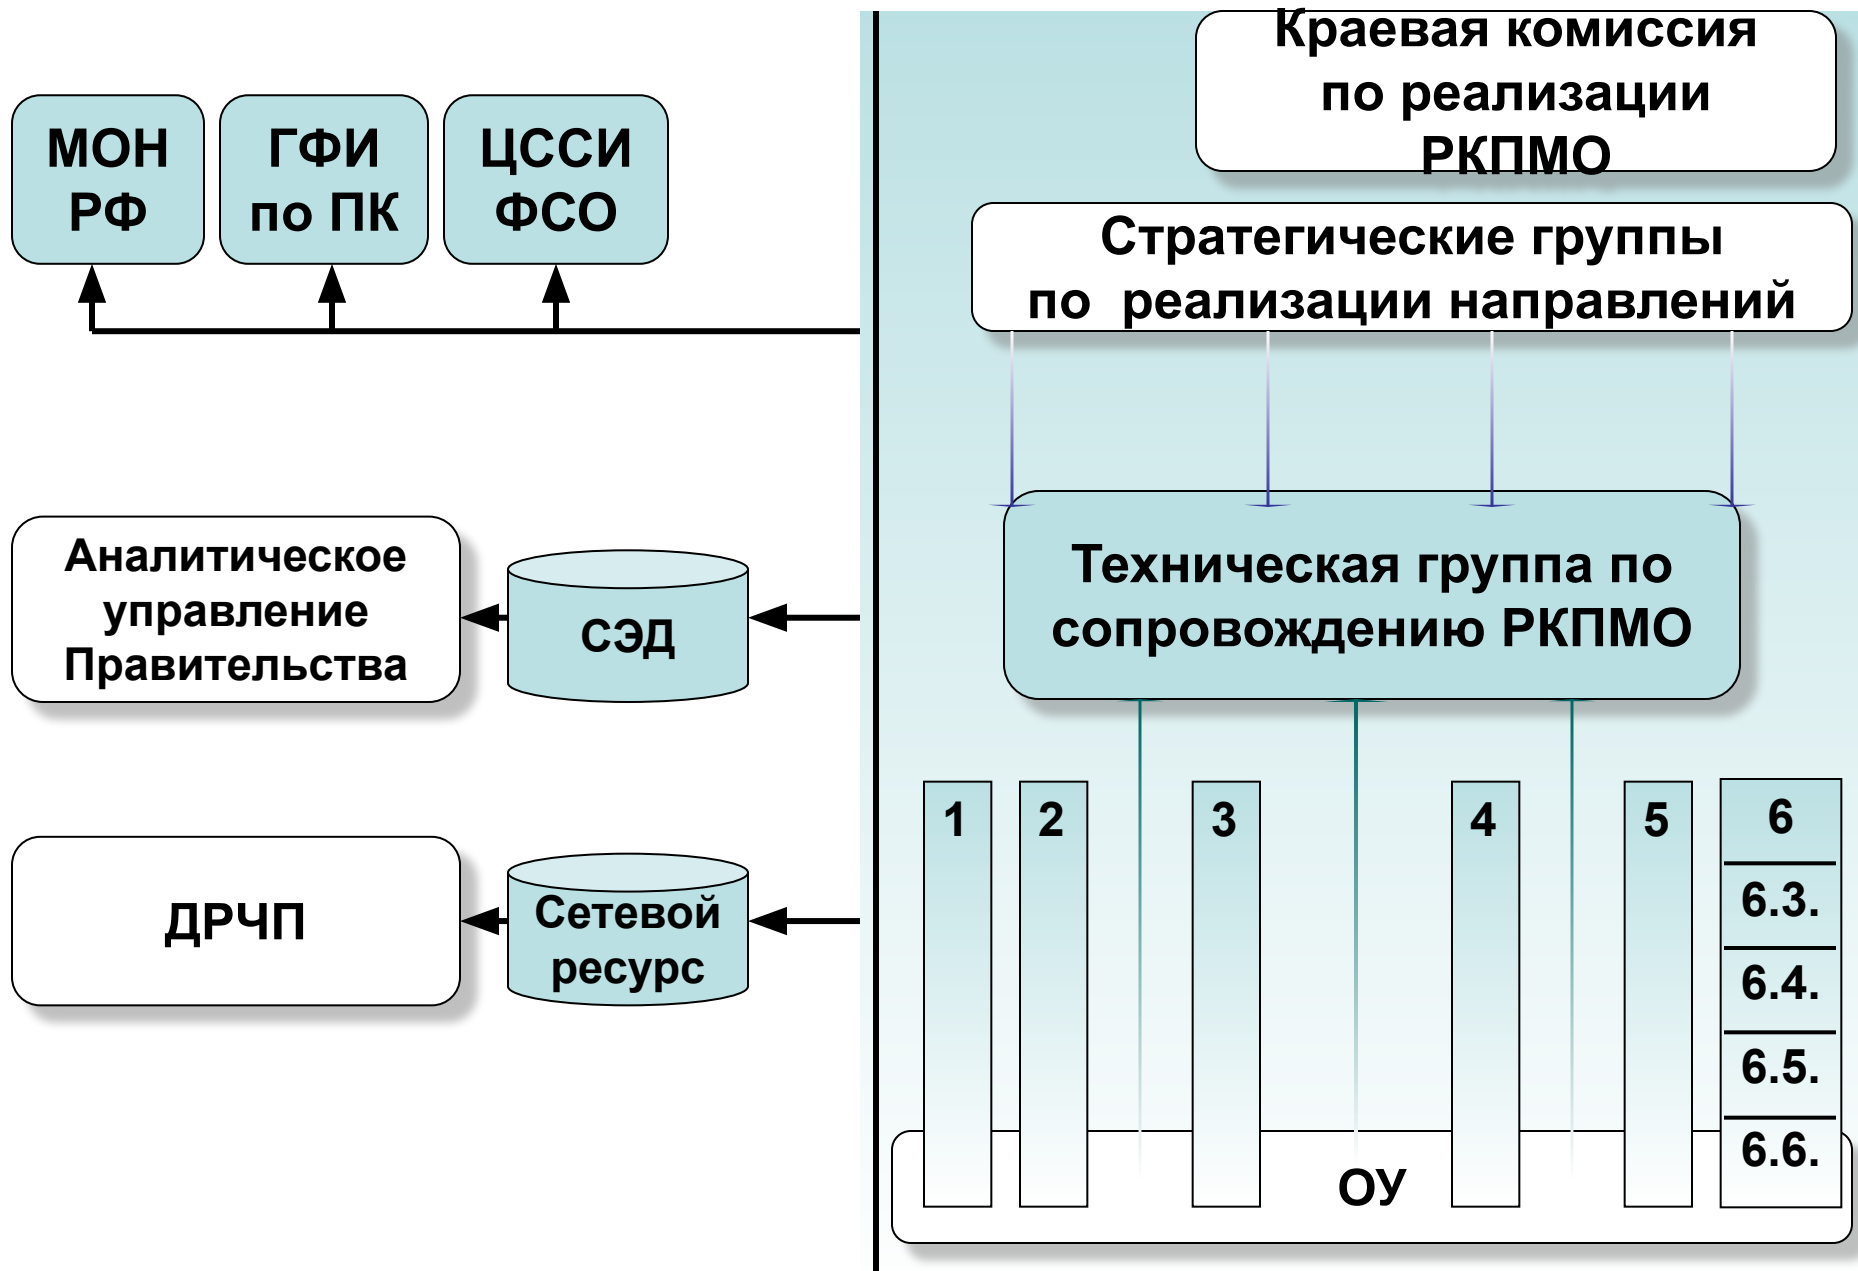 МОН
РФ
ГФИ
по ПК
ЦССИ
ФСО
Аналитическое
управление
Правительства
СЭД
ДРЧП
Сетевой
ресурс
Краевая комиссия
по реализации
РКПМО
Стратегические группы
по реализации направлений
Техническая группа по
сопровождению РКПМО
1
2
3
4
5
6
6.3.
6.4.
6.5.
6.6.
ОУ